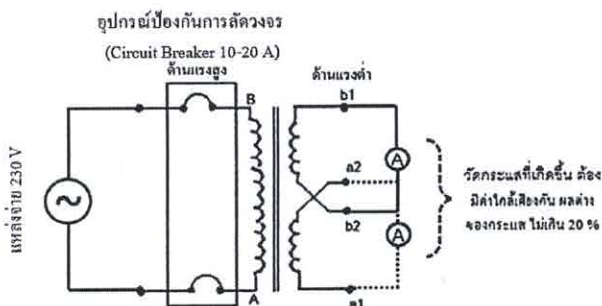 อุปกรณ์ป้องกันการลัดวงจร
(Circuit Breaker 10-20 A)
ด้านแรงสูง
ด้านแรงต่ำ
B
b1
A
a2
แหล่งจ่าย 230 V
วัดกระแสที่เกิดขึ้น ต้อง
มีค่าใกล้เคียงกัน ผลต่าง
ของกระแส ไม่เกิน 20 %
b2
A
A
a1